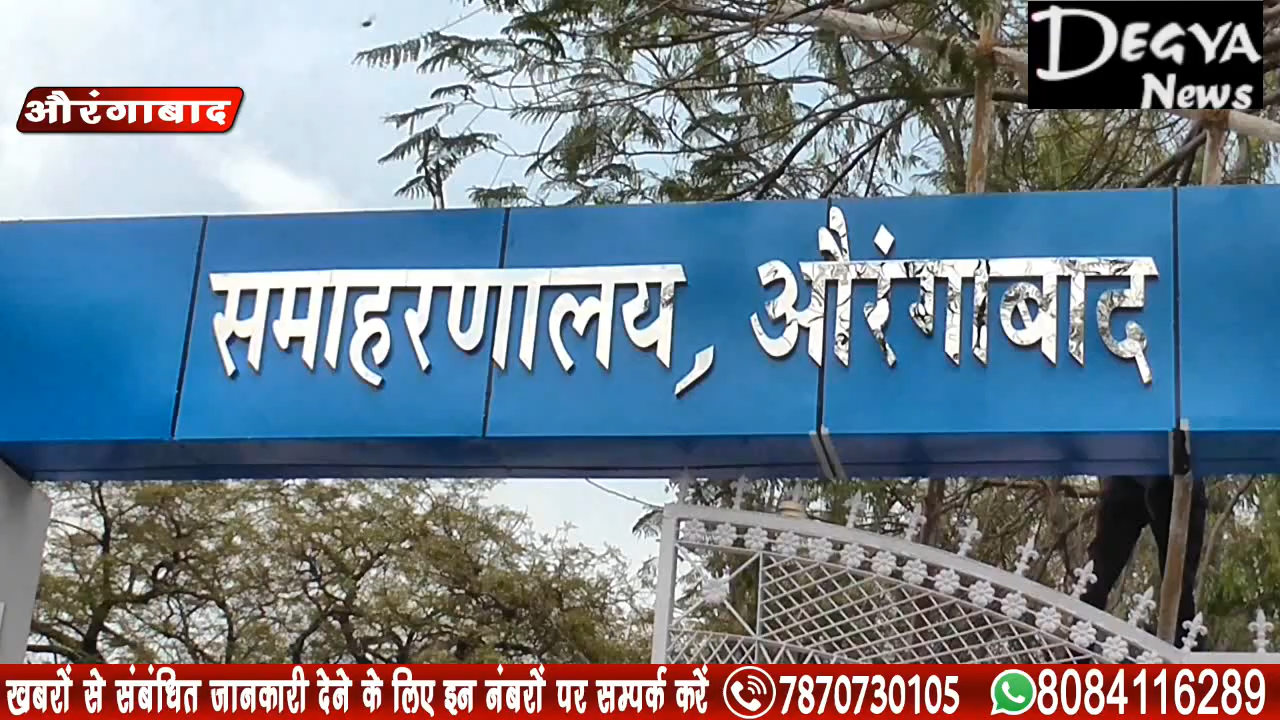 DEGYA
NEWS
औरंगाबाद
समाहरणालय, औरंगाबाद
खबरों से संबंधित जानकारी देने के लिए इन नंबरों पर सम्पर्क करें 7870730105 8084116289